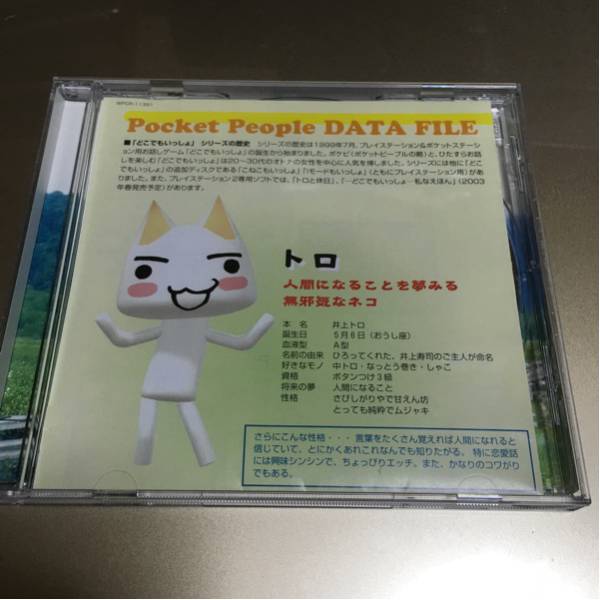 WPCR-11391
Pocket People DATA FILE
■「どこでもいっしょ」 シリーズの歴史 シリーズの歴史は1999年7月、プレイステーション&ポケットステーシ
ョン用お話しゲーム「どこでもいっしょ」の誕生から始まりました。ポケピ(ポケットピープルの略)と、ひたすらお話
しを楽しむ「どこでもいっしょ」は20〜30代のオトナの女性を中心に人気を博しました。シリーズには他に「どこ
でもいっしょ」の追加ディスクである「こねこもいっしょ」「iモードもいっしょ」(ともにプレイステーション用)があ
りました。また、プレイステーション2専用ソフトでは、「トロと休日」、「…どこでもいっしょ…私なえほん」(2003
年春発売予定)があります。
トロ
人間になることを夢みる
無邪気なネコ
本 名 井上トロ
誕生日 5月6日(おうし座)
血液型 A型
名前の由来 ひろってくれた、井上寿司のご主人が命名
好きなモノ 中トロ・なっとう巻き・しゃこ
資格 ボタンつけ3級
将来の夢 人間になること
性格 さびしがりやで甘えん坊
とっても純粋でムジャキ
さらにこんな性格・・・ 言葉をたくさん覚えれば人間になれると
信じていて、とにかくあれこれなんでも知りたがる。特に恋愛話
には興味シンシンで、ちょっぴりエッチ。また、かなりのコワがり
でもある。